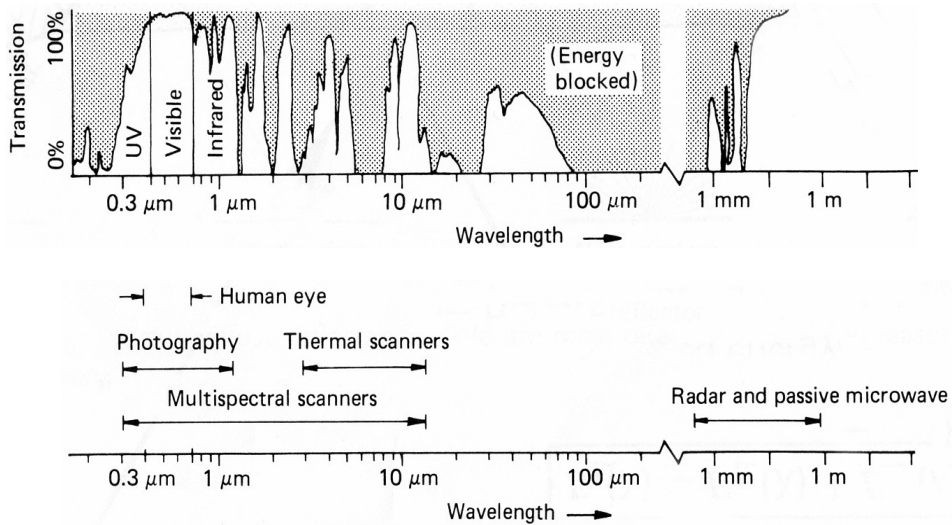 Transmission
100%
0%
UV
Visible
Infrared
(Energy
blocked)
0.3 μm 1 μm 10 μm 100 μm 1 mm 1 m
Wavelength →
Human eye
Photography Thermal scanners
Multispectral scanners Radar and passive microwave
0.3 μm 1 μm 10 μm 100 μm 1 mm 1 m
Wavelength →